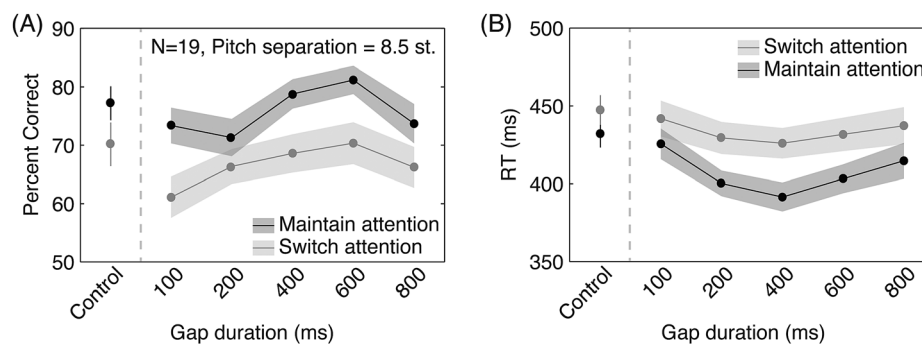 (A)
N=19, Pitch separation = 8.5 st.
90
80
70
60
50
Percent Correct
Maintain attention
Switch attention
Control
100
200
400
600
800
Gap duration (ms)
(B)
Switch attention
Maintain attention
500
450
400
350
RT (ms)
Control
100
200
400
600
800
Gap duration (ms)